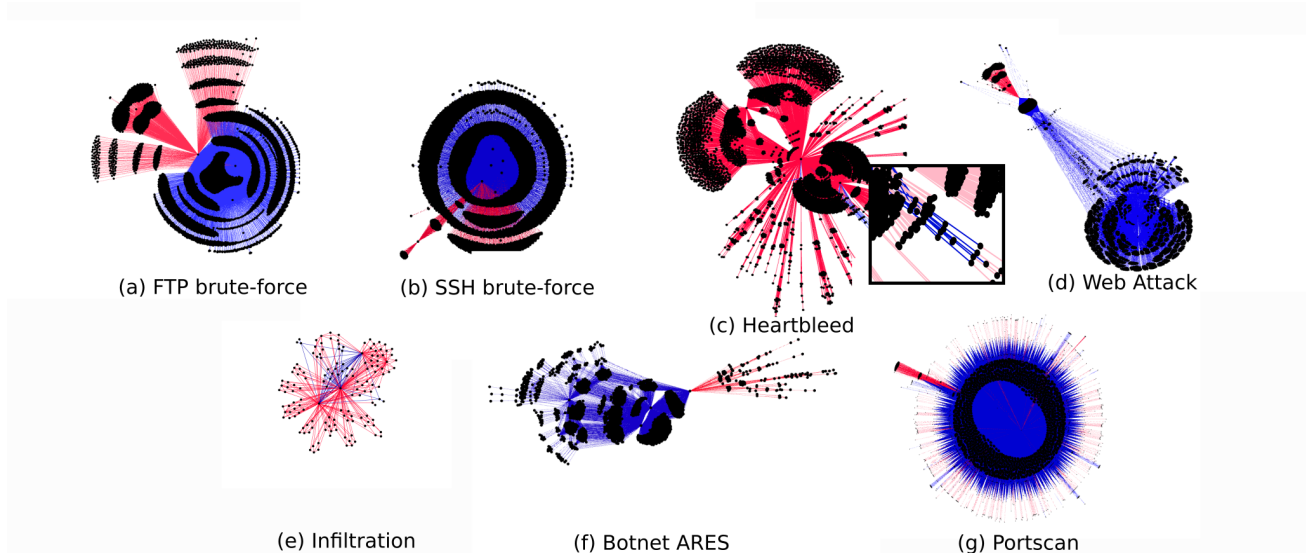 (a) FTP brute-force
(b) SSH brute-force
(c) Heartbleed
(d) Web Attack
(e) Infiltration
(f) Botnet ARES
(g) Portscan